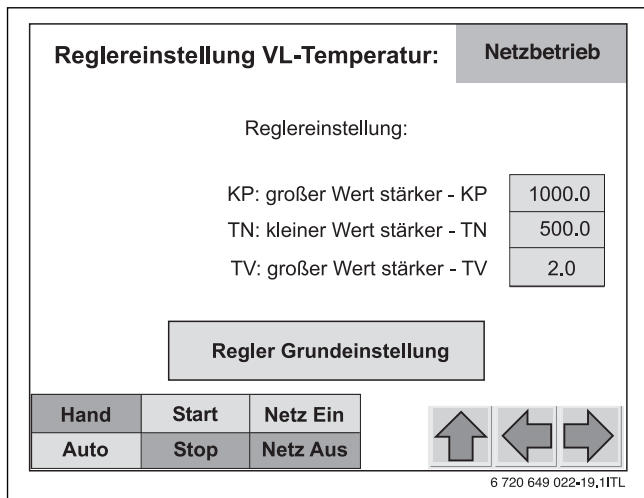 Reglereinstellung VL-Temperatur:
Netzbetrieb
Reglereinstellung:
KP: großer Wert stärker - KP 1000.0
TN: kleiner Wert stärker - TN 500.0
TV: großer Wert stärker - TV 2.0
Regler Grundeinstellung
Hand Start Netz Ein
Auto Stop Netz Aus
6 720 649 022-19.1ITL